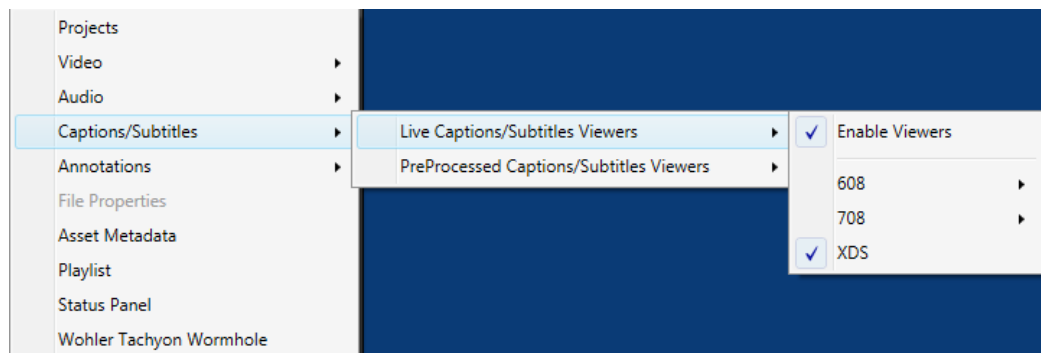 Projects
Video
Audio
Captions/Subtitles
Annotations
File Properties
Asset Metadata
Playlist
Status Panel
Wohler Tachyon Wormhole
Live Captions/Subtitles Viewers
PreProcessed Captions/Subtitles Viewers
Enable Viewers
608
708
XDS